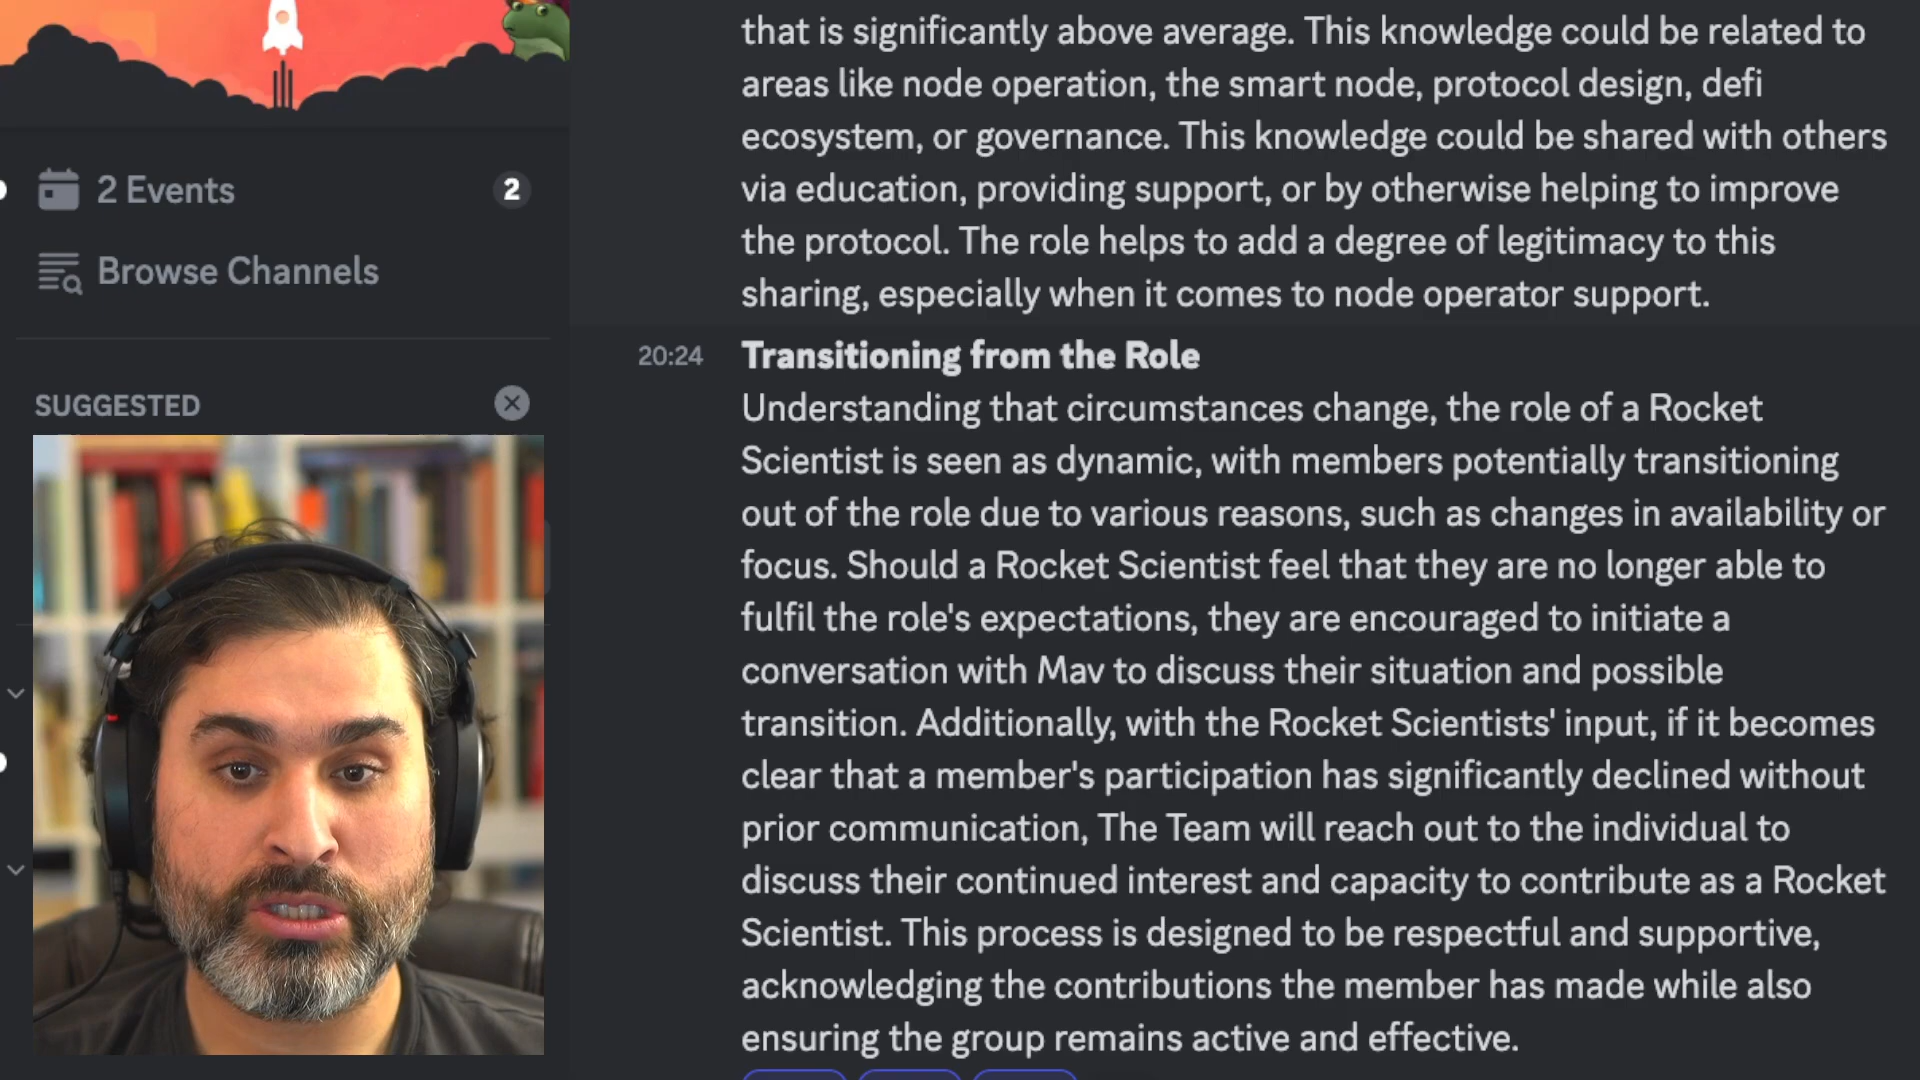 2 Events
2
Browse Channels
SUGGESTED
that is significantly above average. This knowledge could be related to
areas like node operation, the smart node, protocol design, defi
ecosystem, or governance. This knowledge could be shared with others
via education, providing support, or by otherwise helping to improve
the protocol. The role helps to add a degree of legitimacy to this
sharing, especially when it comes to node operator support.
20:24
Transitioning from the Role
Understanding that circumstances change, the role of a Rocket
Scientist is seen as dynamic, with members potentially transitioning
out of the role due to various reasons, such as changes in availability or
focus. Should a Rocket Scientist feel that they are no longer able to
fulfil the role's expectations, they are encouraged to initiate a
conversation with Mav to discuss their situation and possible
transition. Additionally, with the Rocket Scientists' input, if it becomes
clear that a member's participation has significantly declined without
prior communication, The Team will reach out to the individual to
discuss their continued interest and capacity to contribute as a Rocket
Scientist. This process is designed to be respectful and supportive,
acknowledging the contributions the member has made while also
ensuring the group remains active and effective.